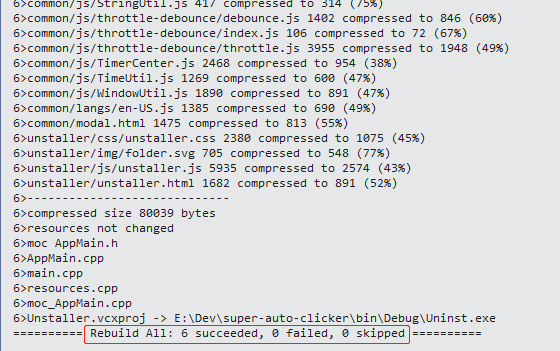 6>common/js/StringUtil.js 417 compressed to 314 (75%)
6>common/js/throttle-debounce/debounce.js 1402 compressed to 846 (60%)
6>common/js/throttle-debounce/index.js 106 compressed to 72 (67%)
6>common/js/throttle-debounce/throttle.js 3955 compressed to 1948 (49%)
6>common/js/TimerCenter.js 2468 compressed to 954 (38%)
6>common/js/TimeUtil.js 1269 compressed to 600 (47%)
6>common/js/WindowUtil.js 1890 compressed to 891 (47%)
6>common/langs/en-US.js 1385 compressed to 690 (49%)
6>common/modal.html 1475 compressed to 813 (55%)
6>unstaller/css/unstaller.css 2380 compressed to 1075 (45%)
6>unstaller/img/folder.svg 705 compressed to 548 (77%)
6>unstaller/js/unstaller.js 5935 compressed to 2574 (43%)
6>unstaller/unstaller.html 1682 compressed to 891 (52%)
6>-----------------------------
6>compressed size 80039 bytes
6>resources not changed
6>moc AppMain.h
6>AppMain.cpp
6>main.cpp
6>resources.cpp
6>moc_AppMain.cpp
6>Unstaller.vcxproj -> E:\Dev\super-auto-clicker\bin\Debug\Uninst.exe
========== Rebuild All: 6 succeeded, 0 failed, 0 skipped ==========